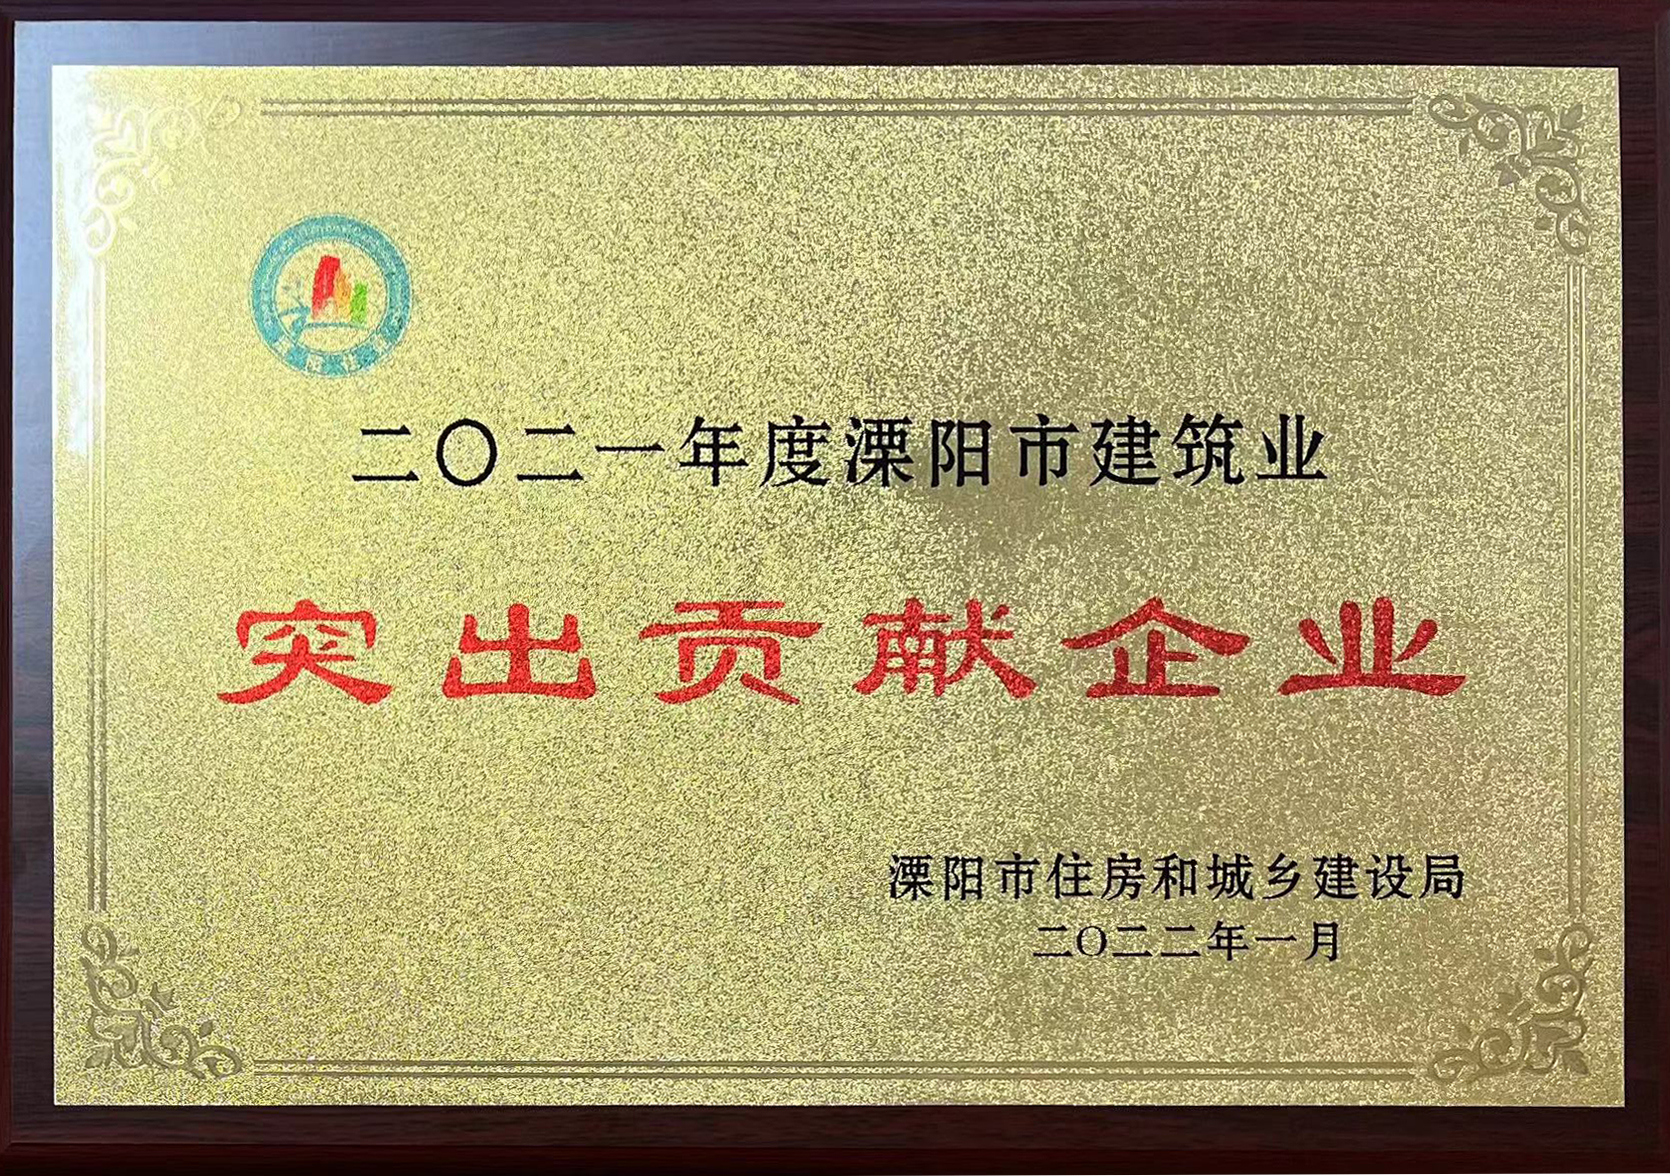 二〇二一年度溧阳市建筑业
突出贡献企业
溧阳市住房和城乡建设局
二〇二二年一月